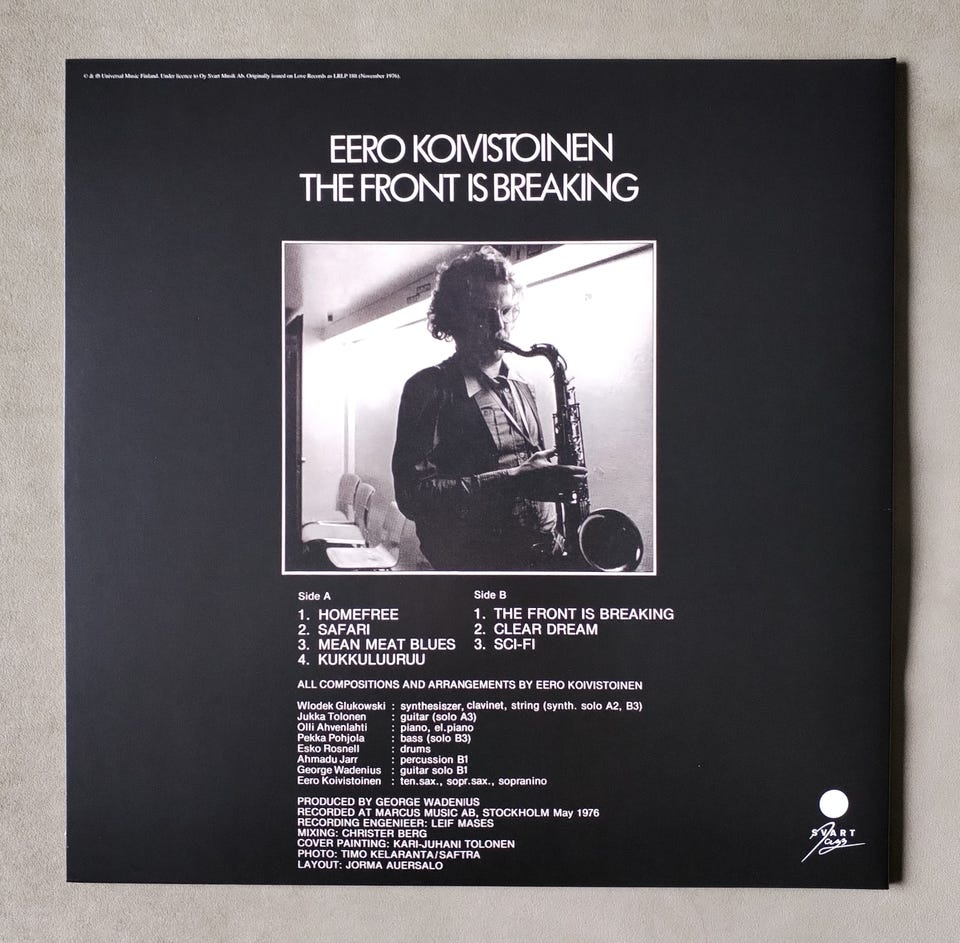 © & ℗ Universal Music Finland. Under licence to Oy Svart Musik Ab. Originally issued on Love Records as LRLP 188 (November 1976).
EERO KOIVISTOINEN
THE FRONT IS BREAKING
Side A
1. HOMEFREE
2. SAFARI
3. MEAN MEAT BLUES
4. KUKKULUURUU
Side B
1. THE FRONT IS BREAKING
2. CLEAR DREAM
3. SCI-FI
ALL COMPOSITIONS AND ARRANGEMENTS BY EERO KOIVISTOINEN
Wlodek Glukowski : synthesiszer, clavinet, string (synth. solo A2, B3)
Jukka Tolonen : guitar (solo A3)
Olli Ahvenlahti : piano, el.piano
Pekka Pohjola : bass (solo B3)
Esko Rosnell : drums
Ahmadu Jarr : percussion B1
George Wadenius : guitar solo B1
Eero Koivistoinen : ten.sax., sopr.sax., sopranino
PRODUCED BY GEORGE WADENIUS
RECORDED AT MARCUS MUSIC AB, STOCKHOLM May 1976
RECORDING ENGENIEER: LEIF MASES
MIXING: CHRISTER BERG
COVER PAINTING: KARI-JUHANI TOLONEN
PHOTO: TIMO KELARANTA/SAFTRA
LAYOUT: JORMA AUERSALO
SVART
Jazz